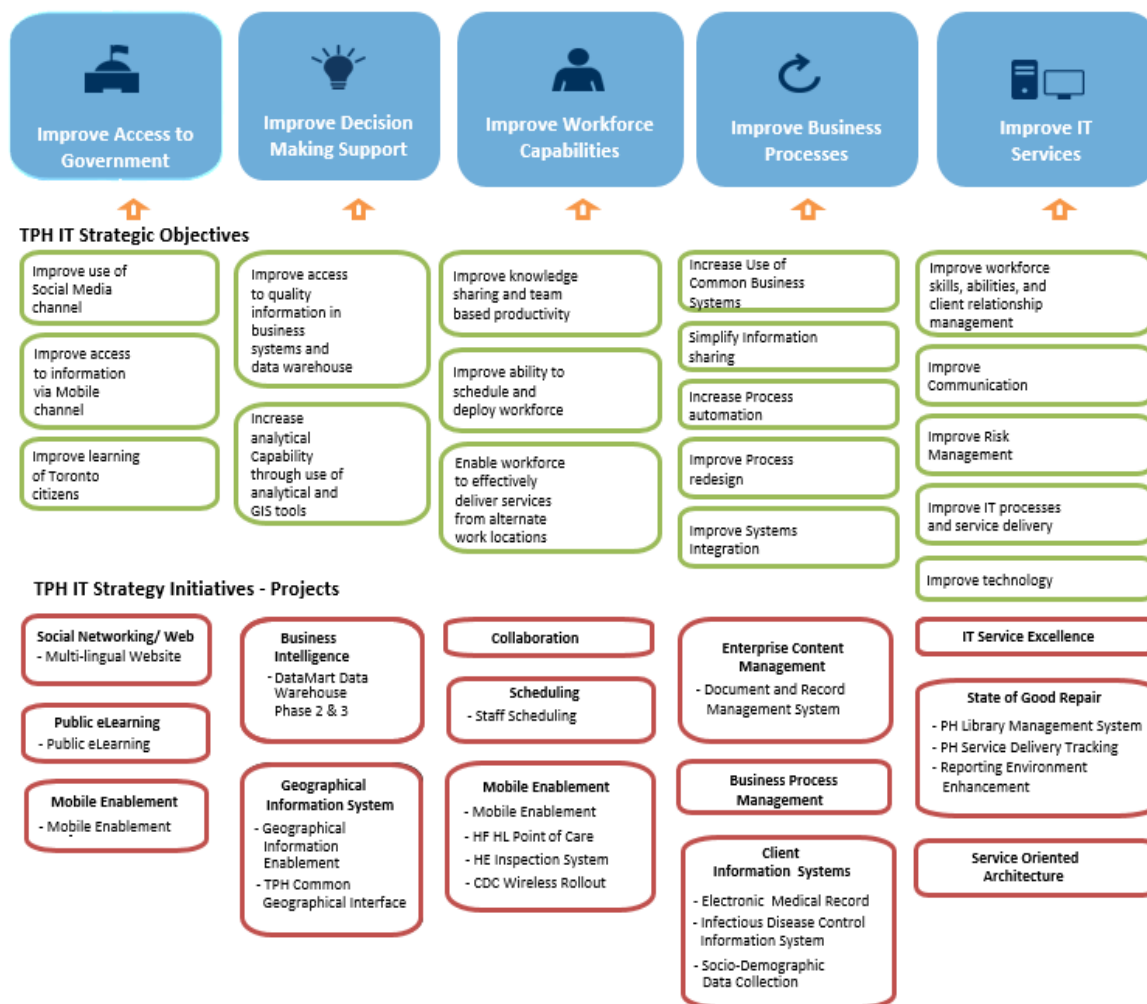 Improve Access to
Government
Improve Decision
Making Support
Improve Workforce
Capabilities
Improve Business
Processes
Improve IT
Services
TPH IT Strategic Objectives
Improve use of
Social Media
channel
Improve access
to information
via Mobile
channel
Improve learning
of Toronto
citizens
Improve access
to quality
information in
business
systems and
data warehouse
Increase
analytical
Capability
through use of
analytical and
GIS tools
Improve knowledge
sharing and team
based productivity
Improve ability to
schedule and
deploy workforce
Enable workforce
to effectively
deliver services
from alternate
work locations
Increase Use of
Common Business
Systems
Simplify Information
sharing
Increase Process
automation
Improve Process
redesign
Improve Systems
Integration
Improve workforce
skills, abilities, and
client relationship
management
Improve
Communication
Improve Risk
Management
Improve IT processes
and service delivery
Improve technology
TPH IT Strategy Initiatives - Projects
Social Networking/ Web
- Multi-lingual Website
Public eLearning
- Public eLearning
Mobile Enablement
- Mobile Enablement
Business
Intelligence
- DataMart Data
Warehouse
Phase 2 & 3
Geographical
Information System
- Geographical
Information
Enablement
- TPH Common
Geographical Interface
Collaboration
Scheduling
- Staff Scheduling
Mobile Enablement
- Mobile Enablement
- HF HL Point of Care
- HE Inspection System
- CDC Wireless Rollout
Enterprise Content
Management
- Document and Record
Management System
Business Process
Management
Client
Information Systems
- Electronic Medical Record
- Infectious Disease Control
Information System
- Socio-Demographic
Data Collection
IT Service Excellence
State of Good Repair
- PH Library Management System
- PH Service Delivery Tracking
- Reporting Environment
Enhancement
Service Oriented
Architecture